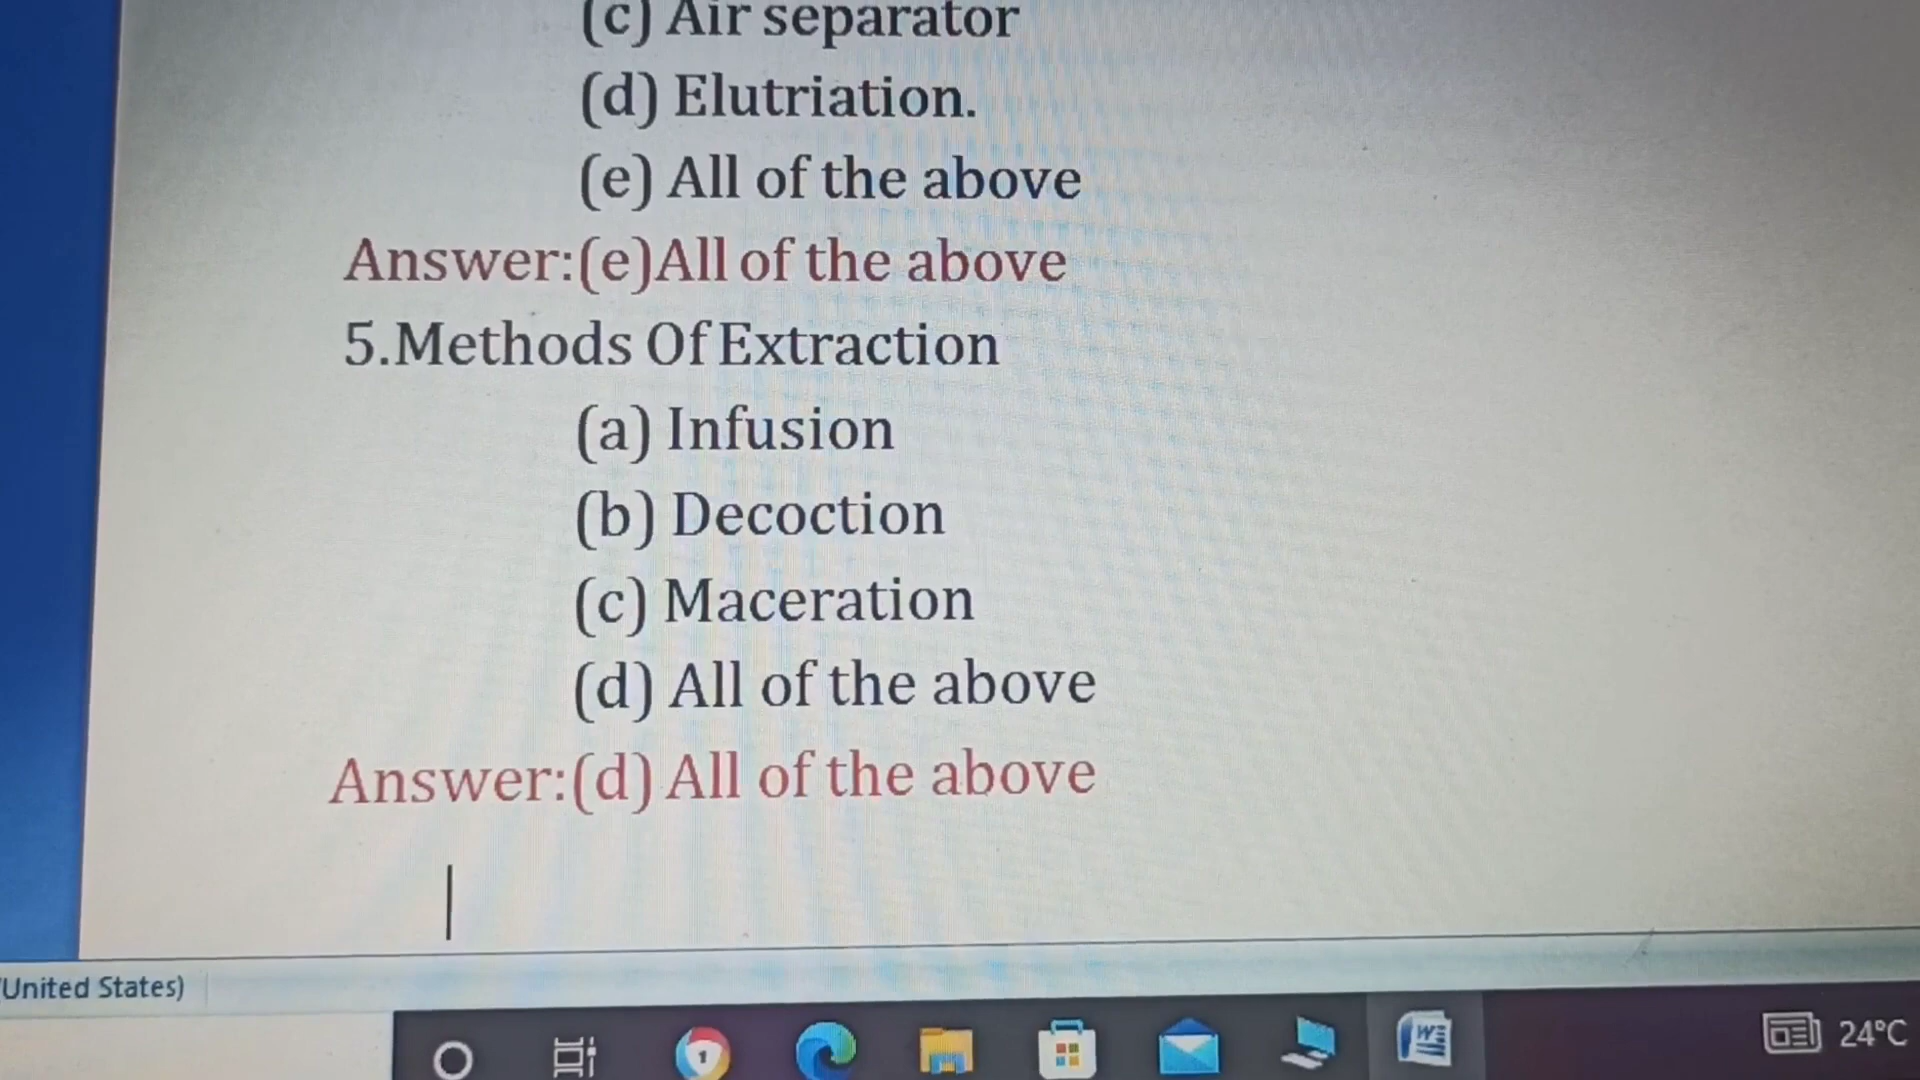 (c) Air separator
(d) Elutriation.
(e) All of the above
Answer:(e)All of the above
5.Methods Of Extraction
(a) Infusion
(b) Decoction
(c) Maceration
(d) All of the above
Answer:(d) All of the above
United States)
24°C